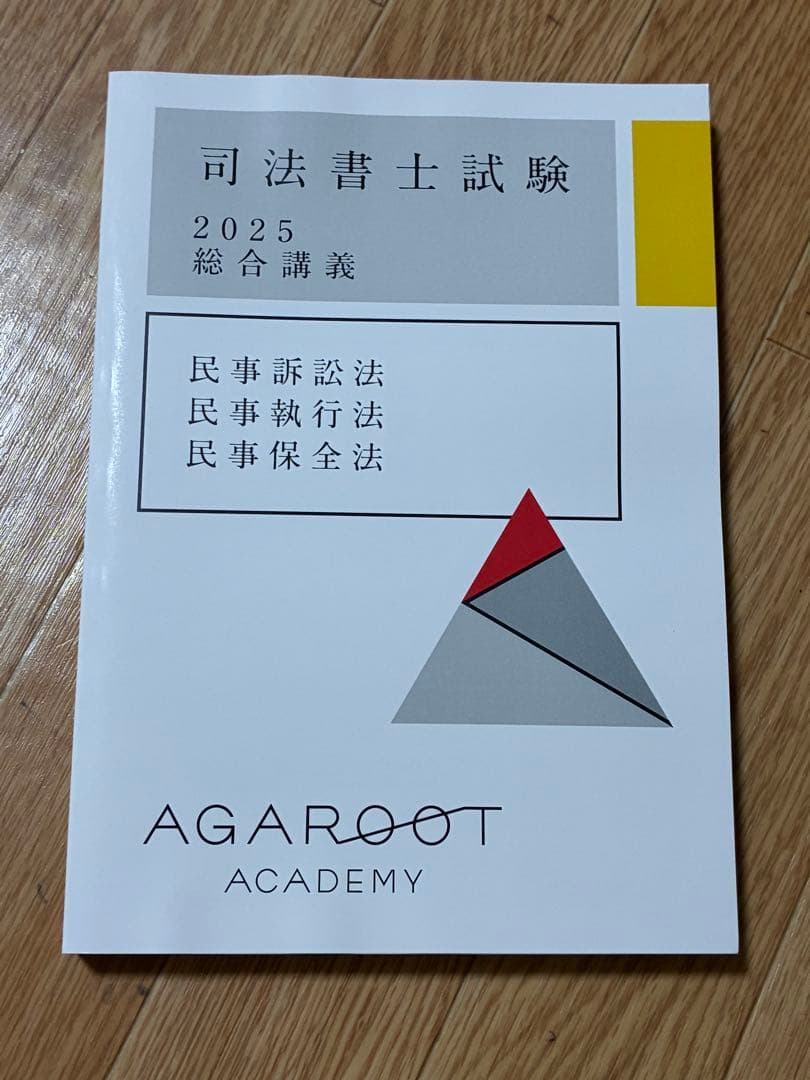 司法書士試験
2025
総合講義
民事訴訟法
民事執行法
民事保全法
AGAROOT
ACADEMY